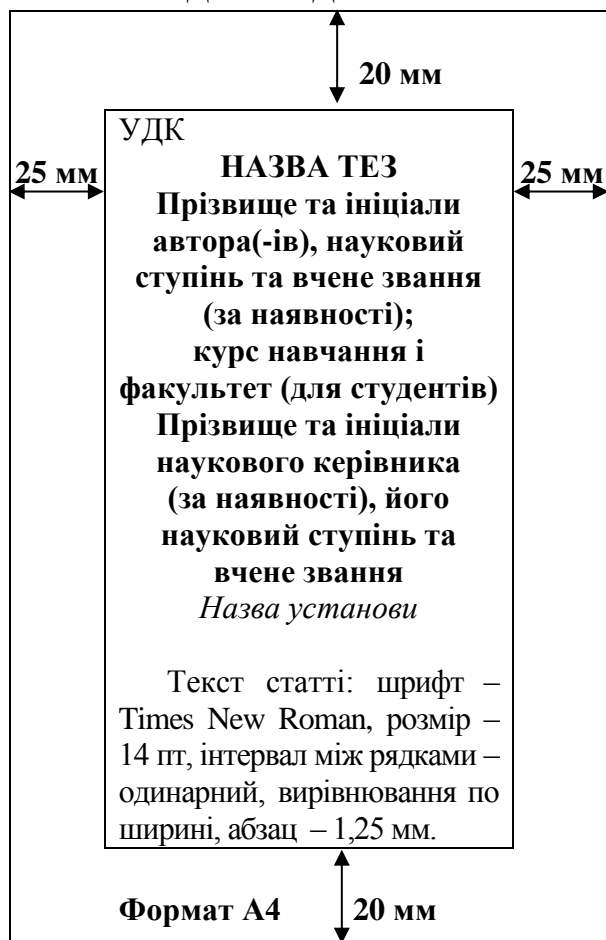 20 мм
УДК
25 мм НАЗВА ТЕЗ 25 мм
Прізвище та ініціали
автора(-ів), науковий
ступінь та вчене звання
(за наявності);
курс навчання і
факультет (для студентів)
Прізвище та ініціали
наукового керівника
(за наявності), його
науковий ступінь та
вчене звання
Назва установи
Текст статті: шрифт –
Times New Roman, розмір –
14 пт, інтервал між рядками –
одинарний, вирівнювання по
ширині, абзац – 1,25 мм.
Формат А4 20 мм